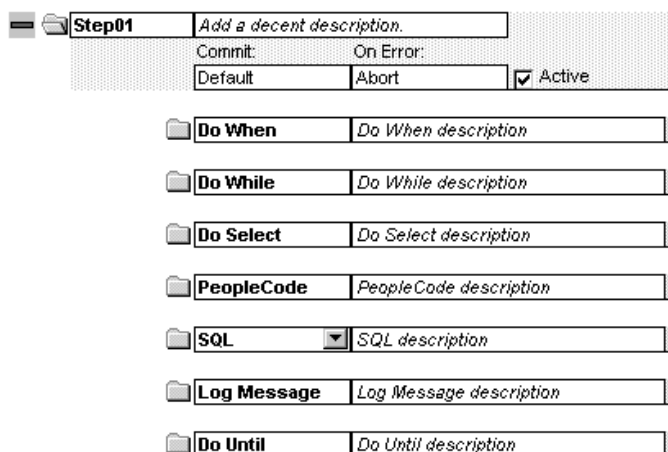 Step01 Add a decent description.
Commit: On Error:
Default Abort Active
Do When Do When description
Do While Do While description
Do Select Do Select description
PeopleCode PeopleCode description
SQL SQL description
Log Message Log Message description
Do Until Do Until description